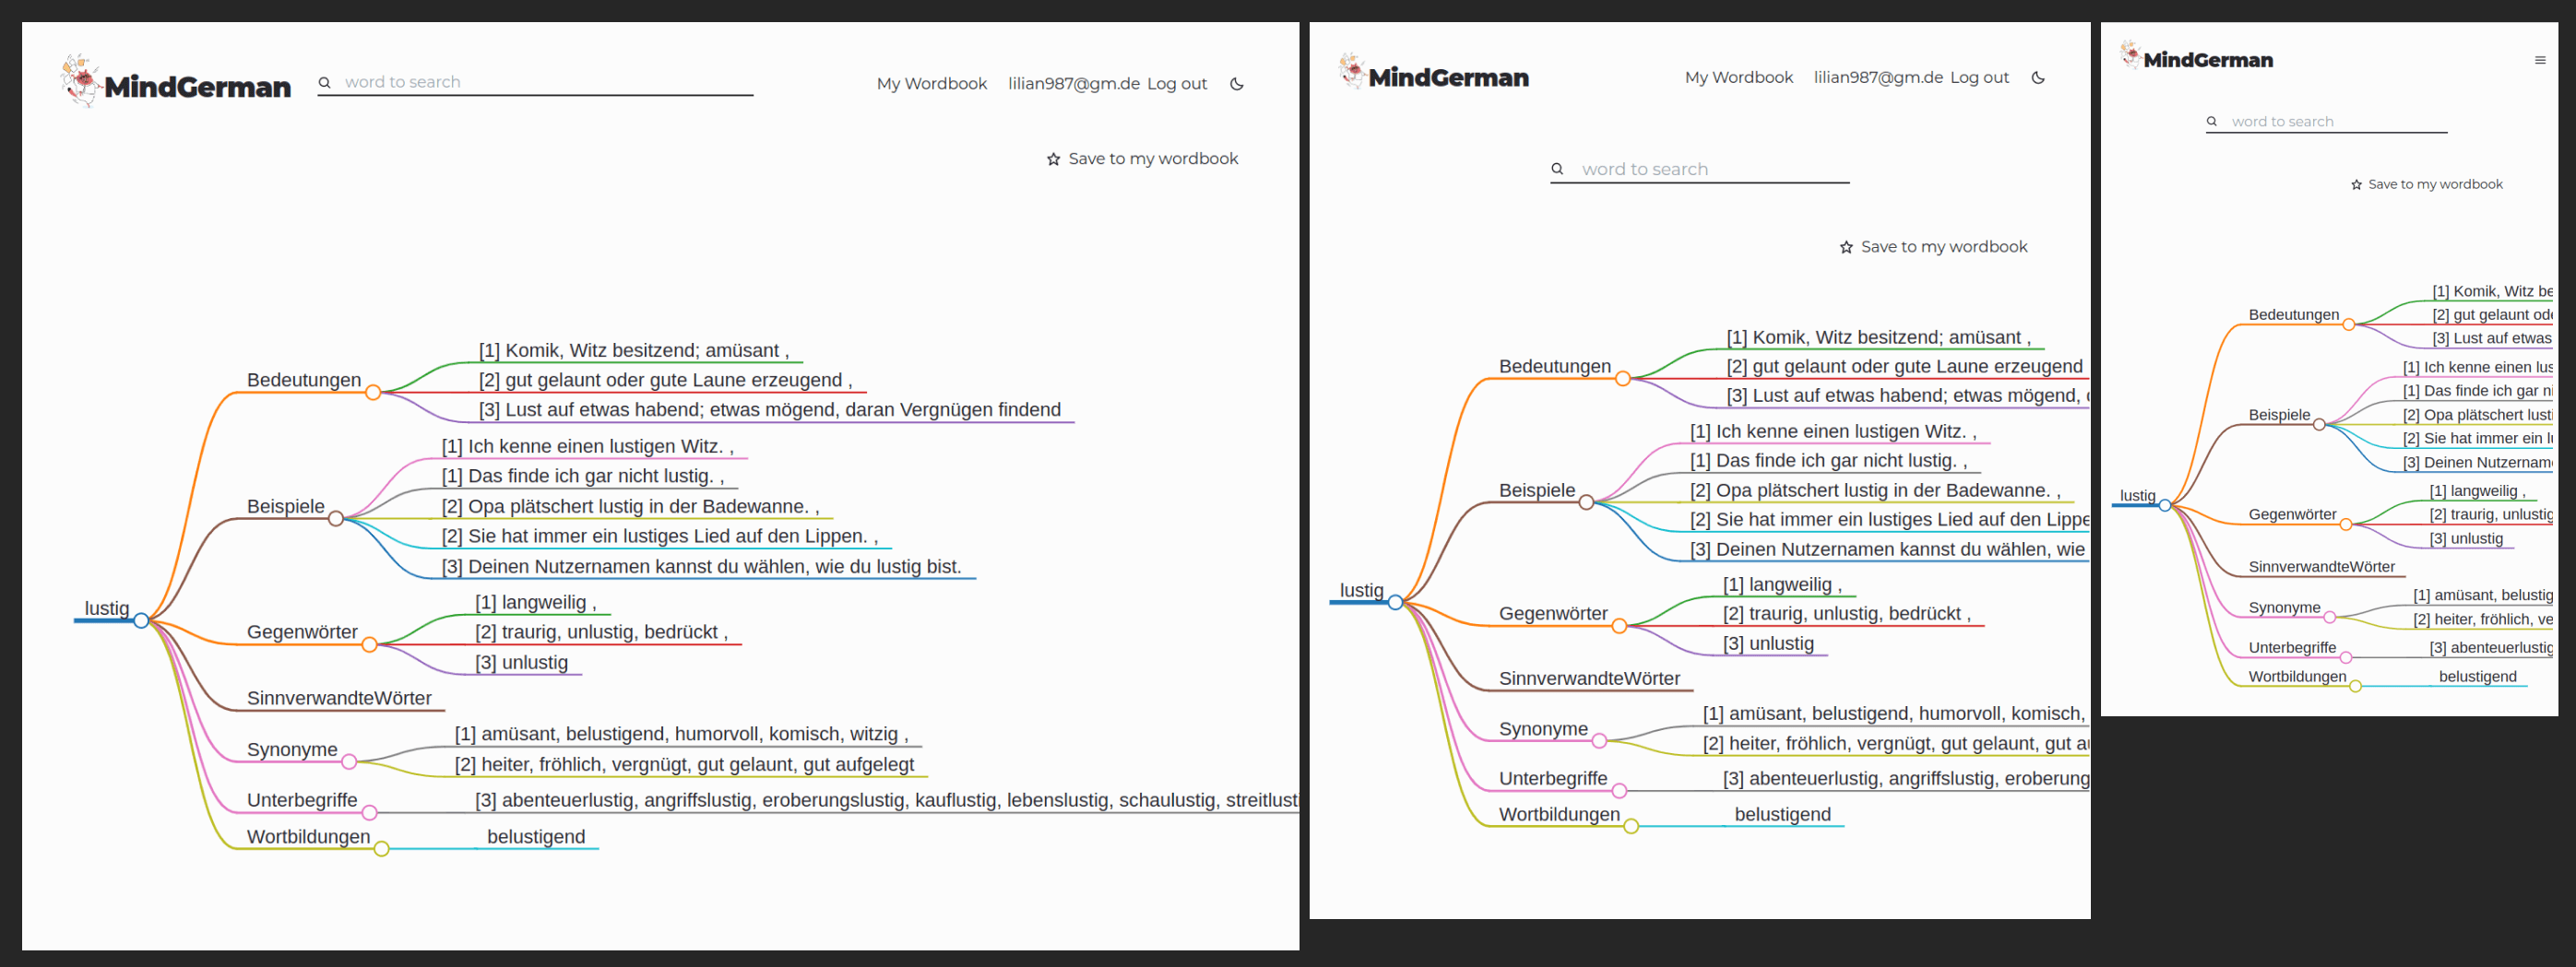 MindGerman
word to search
My Wordbook lilian987@gm.de Log out
Save to my wordbook
[1] Komik, Witz besitzend; amüsant ,
Bedeutungen
[2] gut gelaunt oder gute Laune erzeugend ,
[3] Lust auf etwas habend; etwas mögend, daran Vergnügen findend
[1] Ich kenne einen lustigen Witz. ,
[1] Das finde ich gar nicht lustig. ,
Beispiele
[2] Opa plätschert lustig in der Badewanne. ,
[2] Sie hat immer ein lustiges Lied auf den Lippen. ,
[3] Deinen Nutzernamen kannst du wählen, wie du lustig bist.
lustig
[1] langweilig ,
Gegenwörter
[2] traurig, unlustig, bedrückt ,
[3] unlustig
SinnverwandteWörter
[1] amüsant, belustigend, humorvoll, komisch, witzig ,
Synonyme
[2] heiter, fröhlich, vergnügt, gut gelaunt, gut aufgelegt
Unterbegriffe
[3] abenteuerlustig, angriffslustig, eroberungslustig, kauflustig, lebenslustig, schaulustig, streitlusti
Wortbildungen
belustigend
MindGerman
My Wordbook lilian987@gm.de Log out
word to search
Save to my wordbook
[1] Komik, Witz besitzend; amüsant ,
Bedeutungen
[2] gut gelaunt oder gute Laune erzeugend
[3] Lust auf etwas habend; etwas mögend,
[1] Ich kenne einen lustigen Witz. ,
[1] Das finde ich gar nicht lustig. ,
Beispiele
[2] Opa plätschert lustig in der Badewanne. ,
[2] Sie hat immer ein lustiges Lied auf den Lippe
[3] Deinen Nutzernamen kannst du wählen, wie
lustig
[1] langweilig ,
Gegenwörter
[2] traurig, unlustig, bedrückt ,
[3] unlustig
SinnverwandteWörter
[1] amüsant, belustigend, humorvoll, komisch,
Synonyme
[2] heiter, fröhlich, vergnügt, gut gelaunt, gut au
Unterbegriffe
[3] abenteuerlustig, angriffslustig, eroberung
Wortbildungen
belustigend
MindGerman
word to search
Save to my wordbook
[1] Komik, Witz be
Bedeutungen
[2] gut gelaunt ode
[3] Lust auf etwas
[1] Ich kenne einen lus
[1] Das finde ich gar ni
Beispiele
[2] Opa plätschert lusti
[2] Sie hat immer ein lu
[3] Deinen Nutzername
lustig
[1] langweilig ,
Gegenwörter
[2] traurig, unlustig
[3] unlustig
SinnverwandteWörter
[1] amüsant, belustig
Synonyme
[2] heiter, fröhlich, ve
Unterbegriffe
[3] abenteuerlustig
Wortbildungen
belustigend